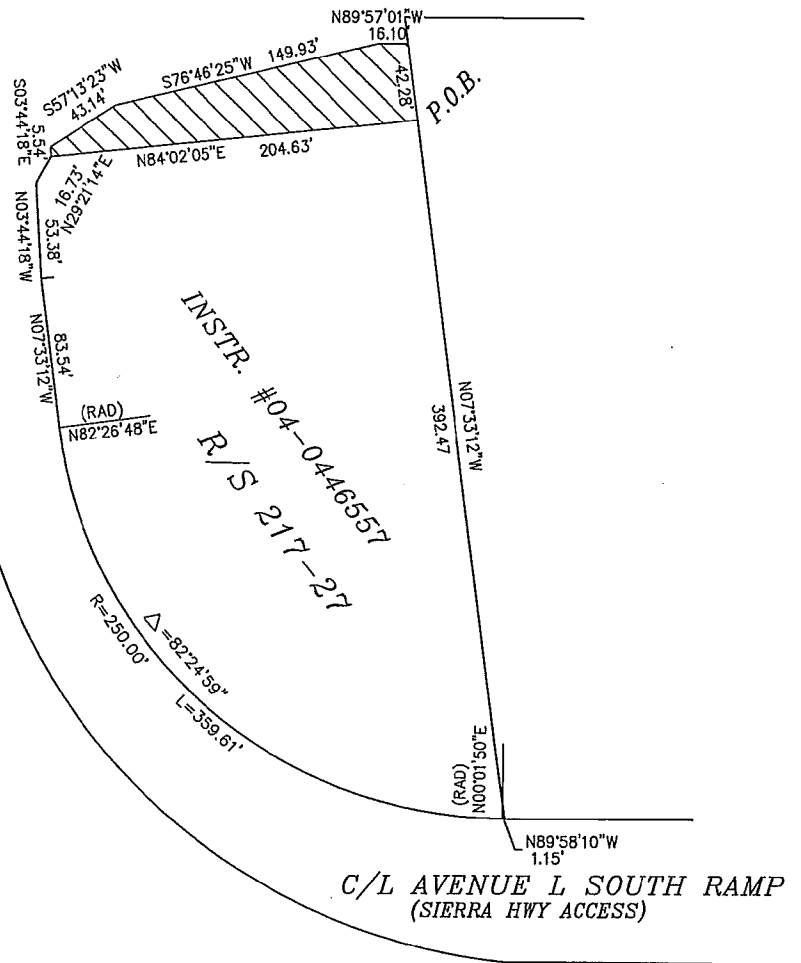 N89°57'01"W
16.10'
149.93'
S76°46'25"W
42.28'
P.O.B.
S57°13'23"W
43.14'
S03°44'18"E
5.54'
N84°02'05"E
204.63'
16.73'
N29°21'14"E
N03°44'18"W
53.38'
N07°33'12"W
83.54'
(RAD)
N82°26'48"E
INSTR. #04-0446557
R/S 217-27
N07°33'12"W
392.47
R=250.00'
△=82°24'59"
L=359.61'
(RAD)
N00°01'50"E
N89°58'10"W
1.15'
C/L AVENUE L SOUTH RAMP
(SIERRA HWY ACCESS)